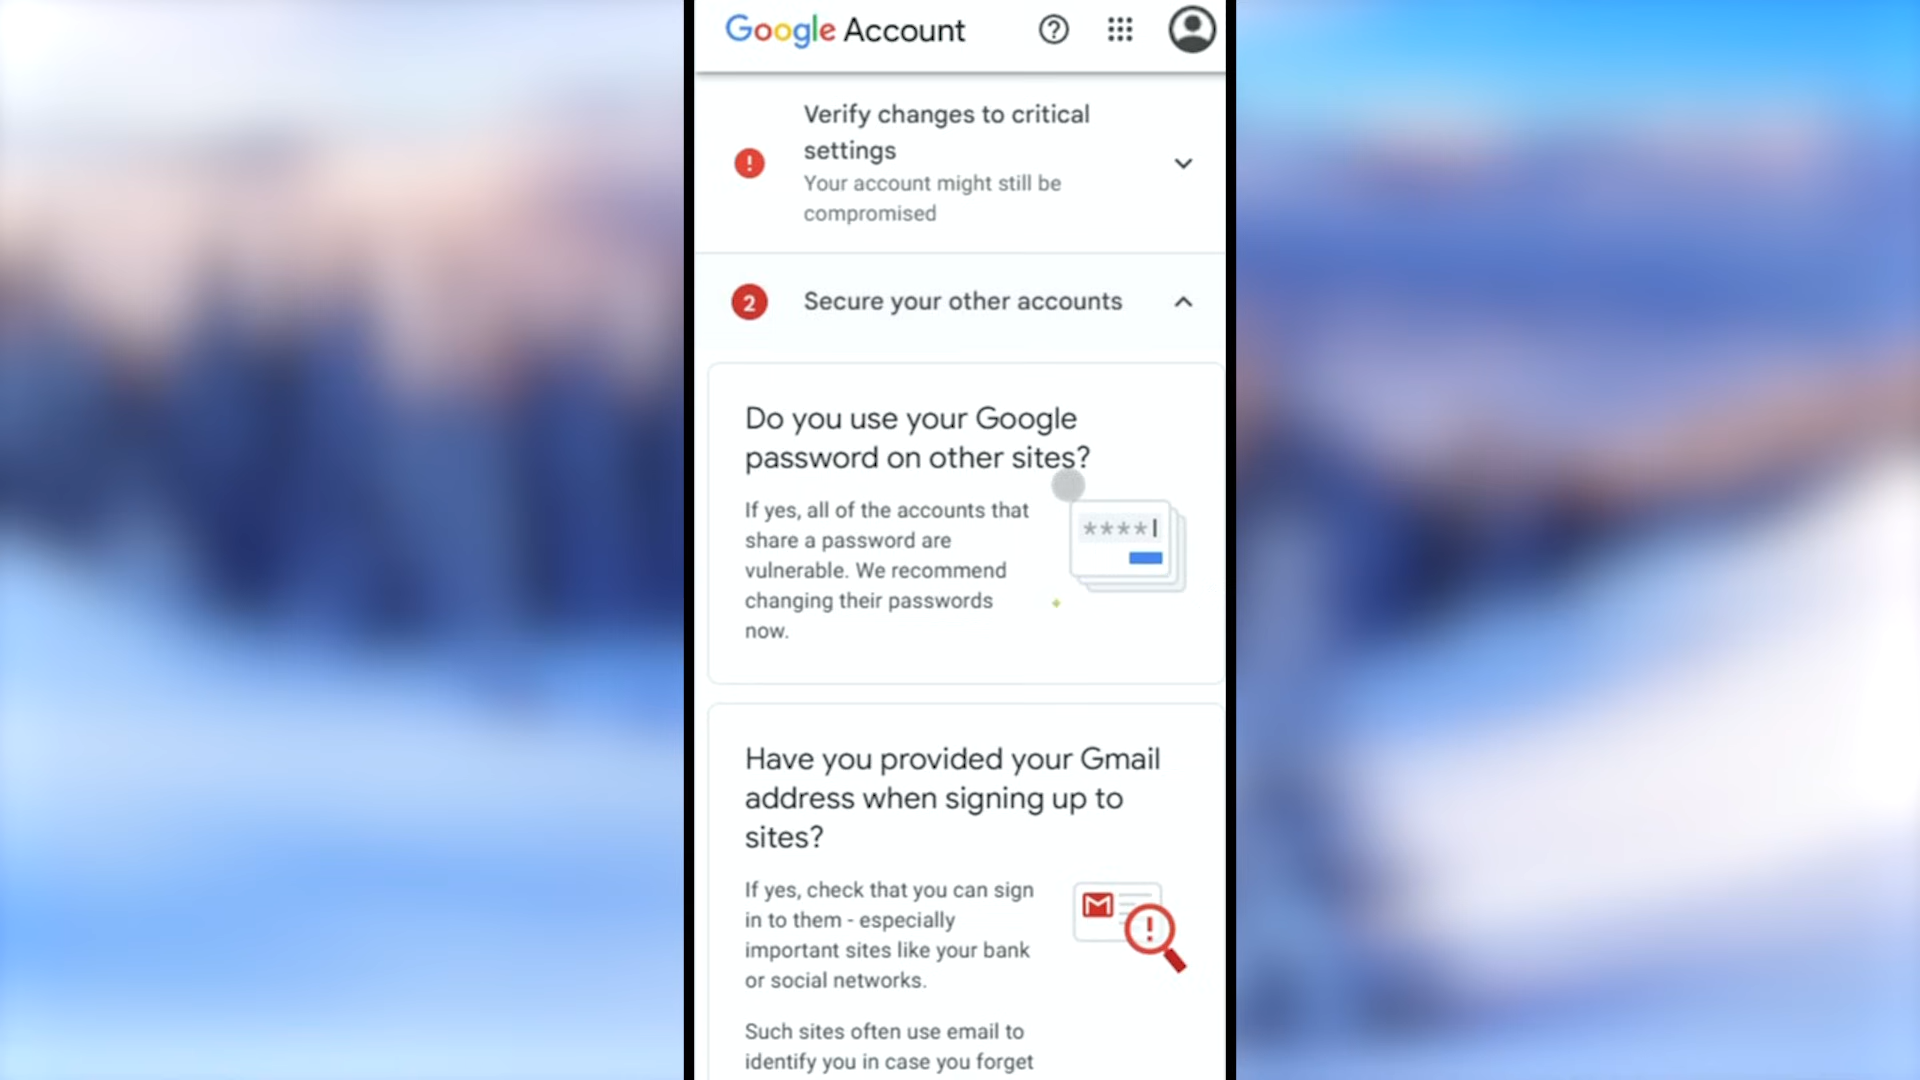 Google Account
Verify changes to critical
settings
Your account might still be
compromised
2 Secure your other accounts
Do you use your Google
password on other sites?
If yes, all of the accounts that
share a password are
vulnerable. We recommend
changing their passwords
now.
****
Have you provided your Gmail
address when signing up to
sites?
If yes, check that you can sign
in to them - especially
important sites like your bank
or social networks.
Such sites often use email to
identify you in case you forget